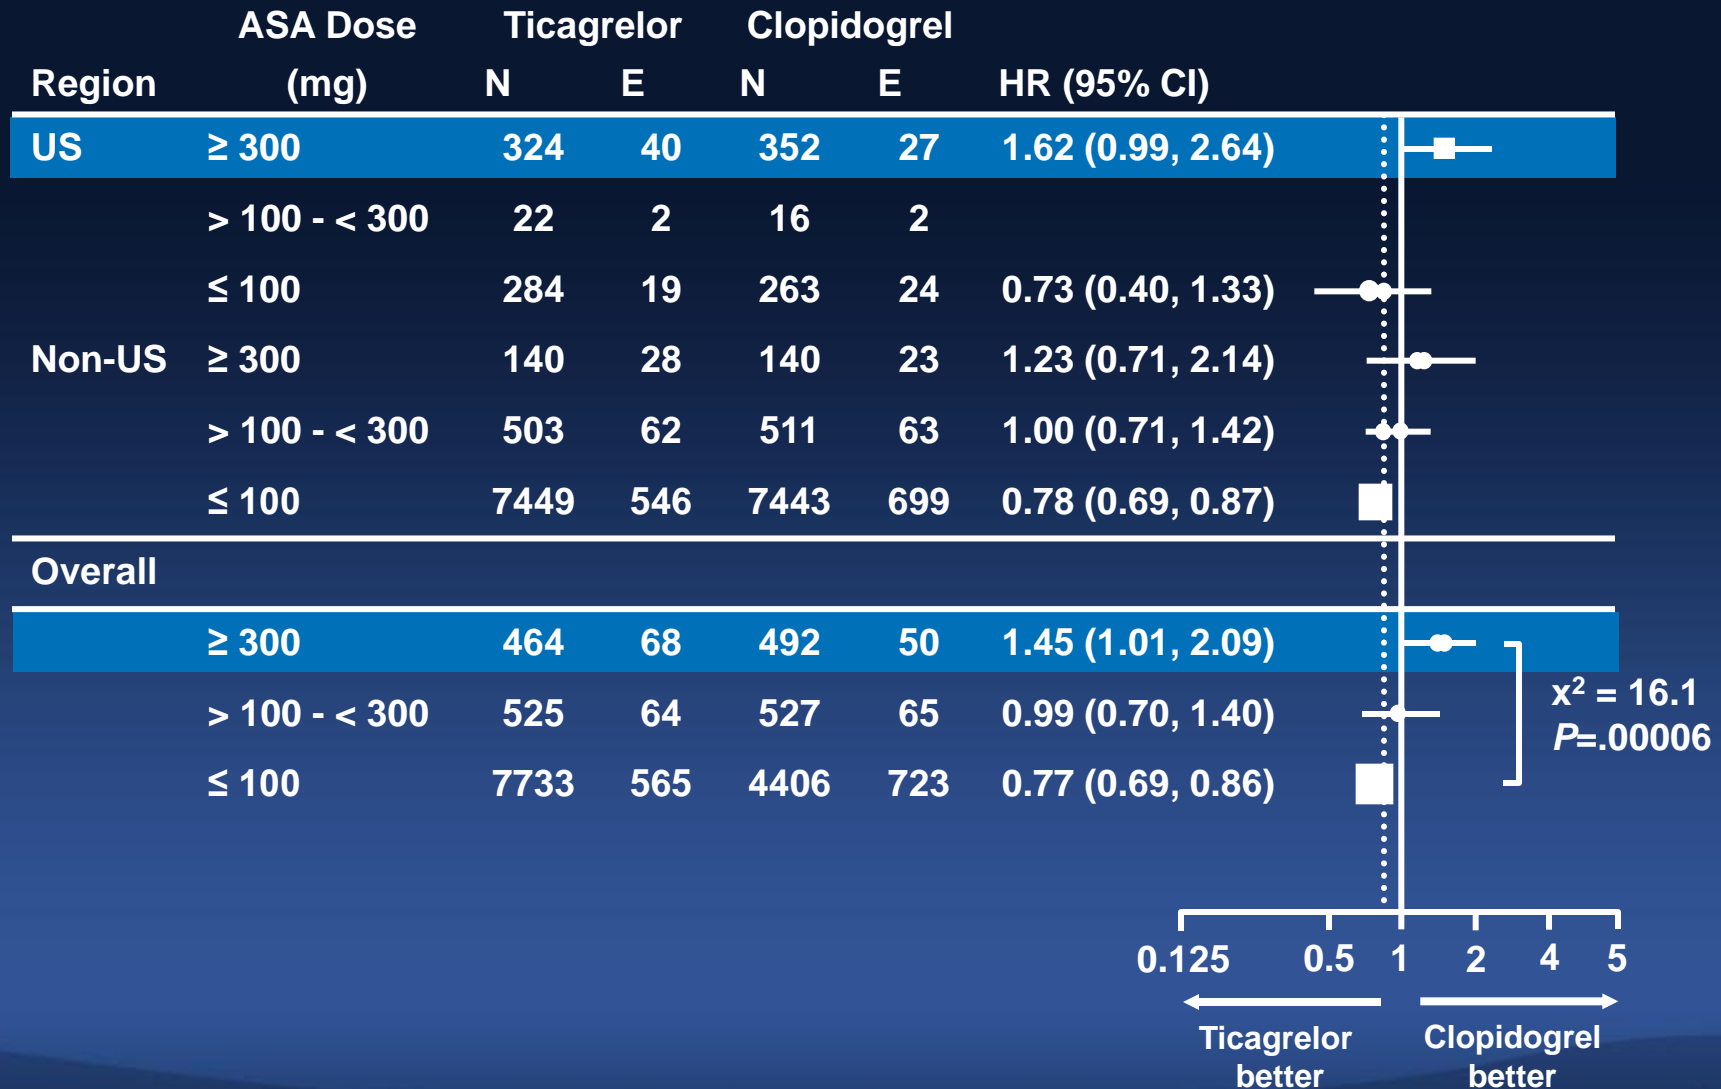 ASA Dose Ticagrelor Clopidogrel
Region (mg) N E N E HR (95% CI)
US ≥ 300 324 40 352 27 1.62 (0.99, 2.64)
> 100 - < 300 22 2 16 2
≤ 100 284 19 263 24 0.73 (0.40, 1.33)
Non-US ≥ 300 140 28 140 23 1.23 (0.71, 2.14)
> 100 - < 300 503 62 511 63 1.00 (0.71, 1.42)
≤ 100 7449 546 7443 699 0.78 (0.69, 0.87)
Overall
≥ 300 464 68 492 50 1.45 (1.01, 2.09)
> 100 - < 300 525 64 527 65 0.99 (0.70, 1.40)
≤ 100 7733 565 4406 723 0.77 (0.69, 0.86)
x² = 16.1
P=.00006
0.125 0.5 1 2 4 5
Ticagrelor Clopidogrel
better better